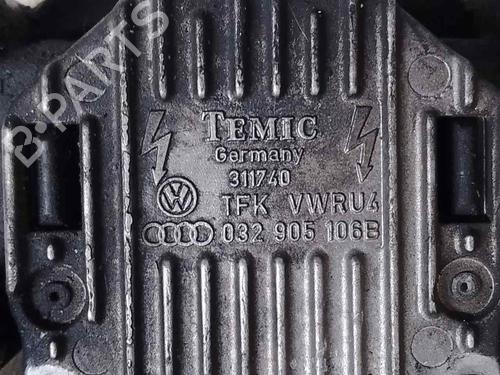 B-PARTS
TEMIC
Germany
311740
TFK VWRU4
032 905 106B